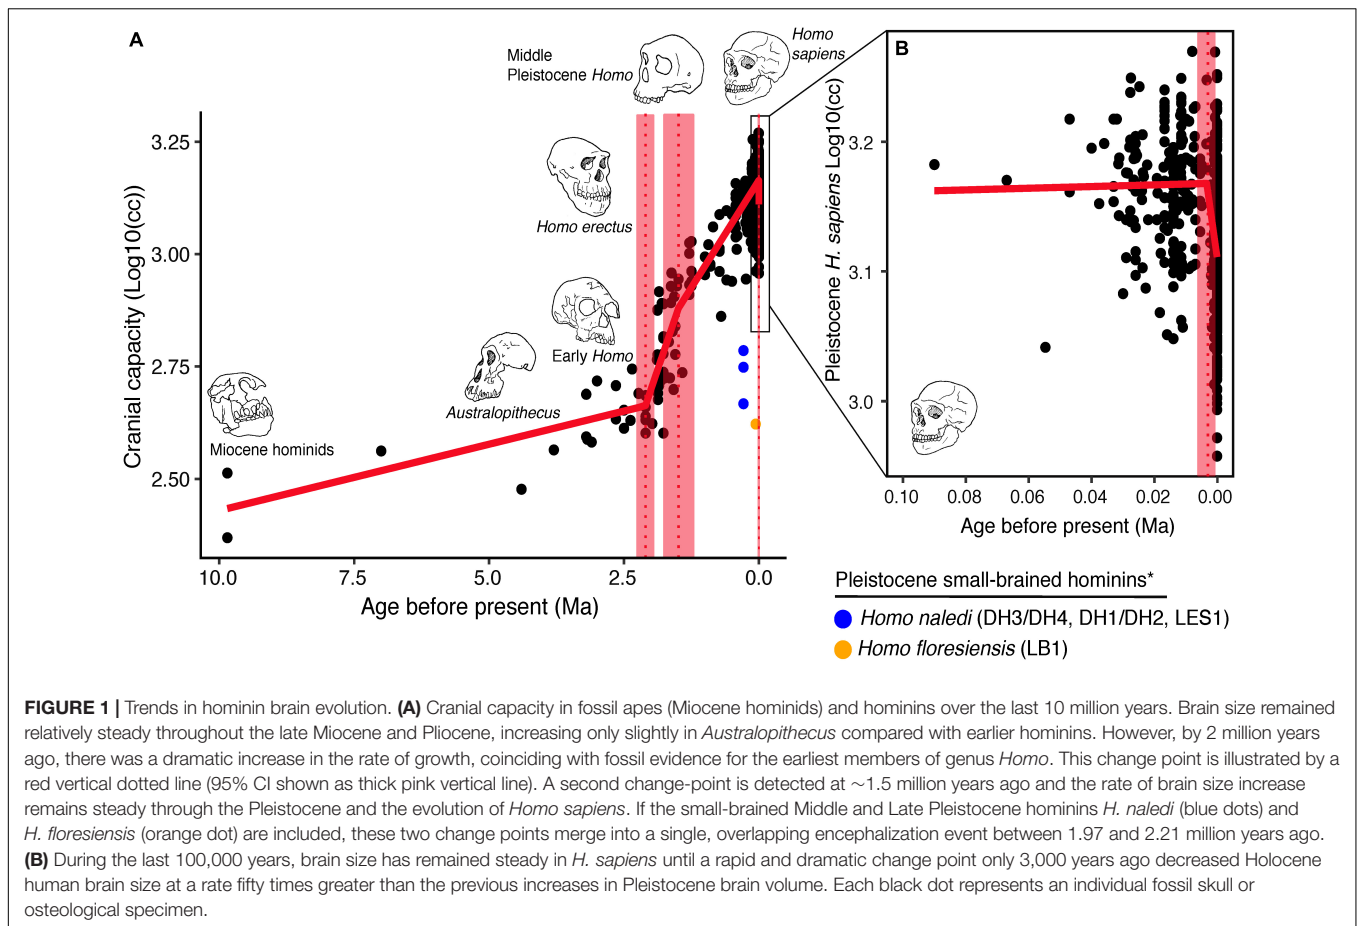 A
Middle
Pleistocene Homo
Homo
sapiens
B
Cranial capacity (Log10(cc))
3.25
3.00
2.75
2.50
Homo erectus
Early Homo
Australopithecus
Miocene hominids
10.0
7.5
5.0
2.5
0.0
Age before present (Ma)
Pleistocene H. sapiens Log10(cc)
3.2
3.1
3.0
0.10
0.08
0.06
0.04
0.02
0.00
Age before present (Ma)
Pleistocene small-brained hominins*
Homo naledi (DH3/DH4, DH1/DH2, LES1)
Homo floresiensis (LB1)
FIGURE 1 | Trends in hominin brain evolution. (A) Cranial capacity in fossil apes (Miocene hominids) and hominins over the last 10 million years. Brain size remained
relatively steady throughout the late Miocene and Pliocene, increasing only slightly in Australopithecus compared with earlier hominins. However, by 2 million years
ago, there was a dramatic increase in the rate of growth, coinciding with fossil evidence for the earliest members of genus Homo. This change point is illustrated by a
red vertical dotted line (95% CI shown as thick pink vertical line). A second change-point is detected at ∼1.5 million years ago and the rate of brain size increase
remains steady through the Pleistocene and the evolution of Homo sapiens. If the small-brained Middle and Late Pleistocene hominins H. naledi (blue dots) and
H. floresiensis (orange dot) are included, these two change points merge into a single, overlapping encephalization event between 1.97 and 2.21 million years ago.
(B) During the last 100,000 years, brain size has remained steady in H. sapiens until a rapid and dramatic change point only 3,000 years ago decreased Holocene
human brain size at a rate fifty times greater than the previous increases in Pleistocene brain volume. Each black dot represents an individual fossil skull or
osteological specimen.